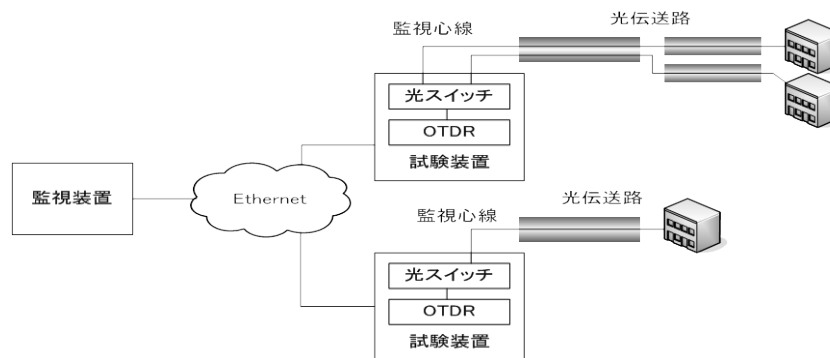 監視心線
光伝送路
光スイッチ
OTDR
試験装置
監視装置
Ethernet
監視心線
光伝送路
光スイッチ
OTDR
試験装置